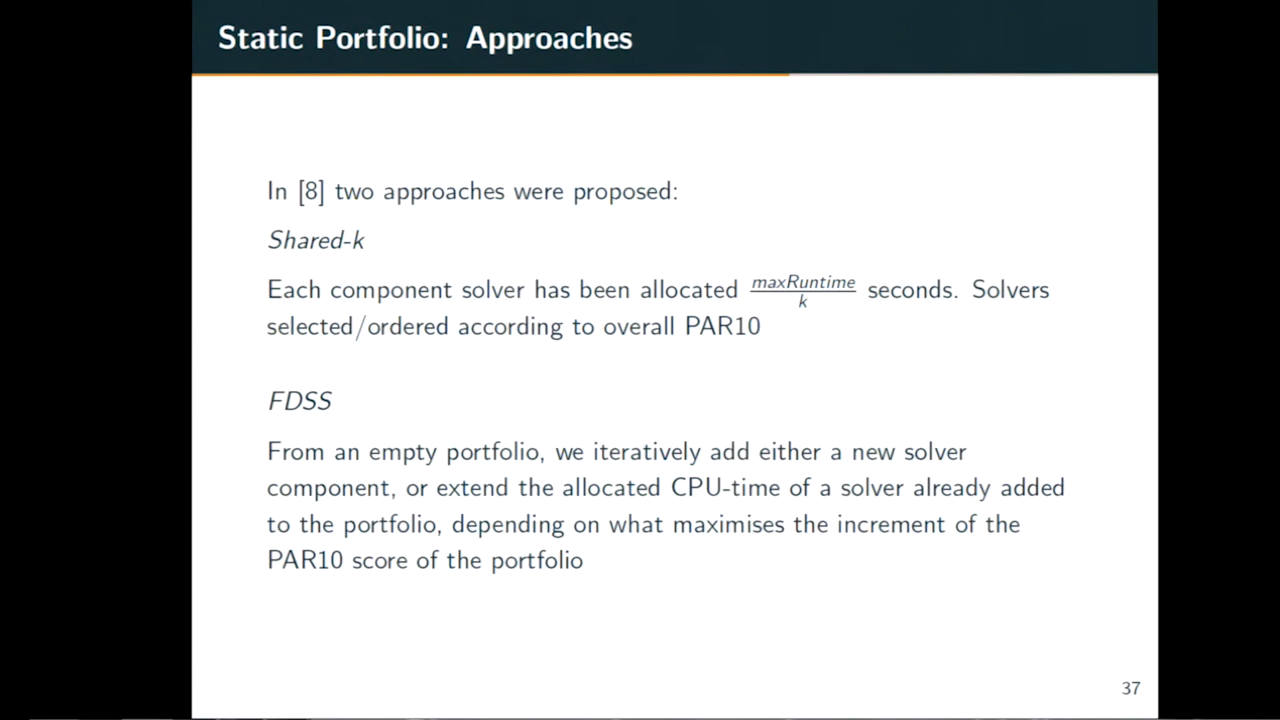 Static Portfolio: Approaches
In [8] two approaches were proposed:
Shared-k
Each component solver has been allocated maxRuntime/k seconds. Solvers
selected/ordered according to overall PAR10
FDSS
From an empty portfolio, we iteratively add either a new solver
component, or extend the allocated CPU-time of a solver already added
to the portfolio, depending on what maximises the increment of the
PAR10 score of the portfolio
37